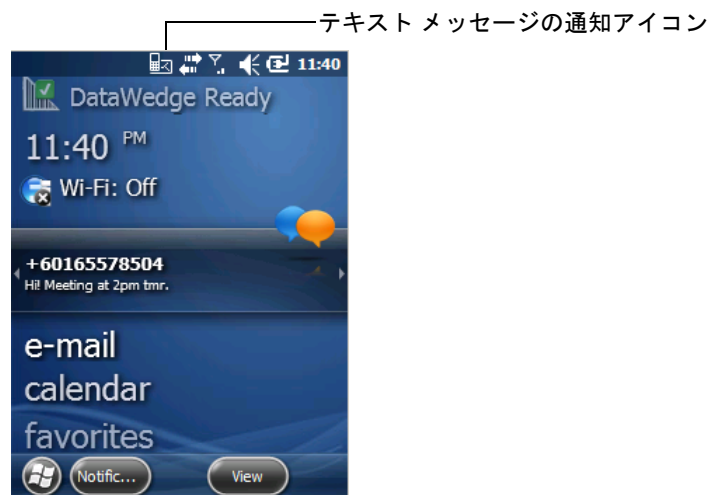 テキスト メッセージの通知アイコン
11:40
DataWedge Ready
11:40 PM
Wi-Fi: Off
+60165578504
Hi! Meeting at 2pm tmr.
e-mail
calendar
favorites
Notific... View